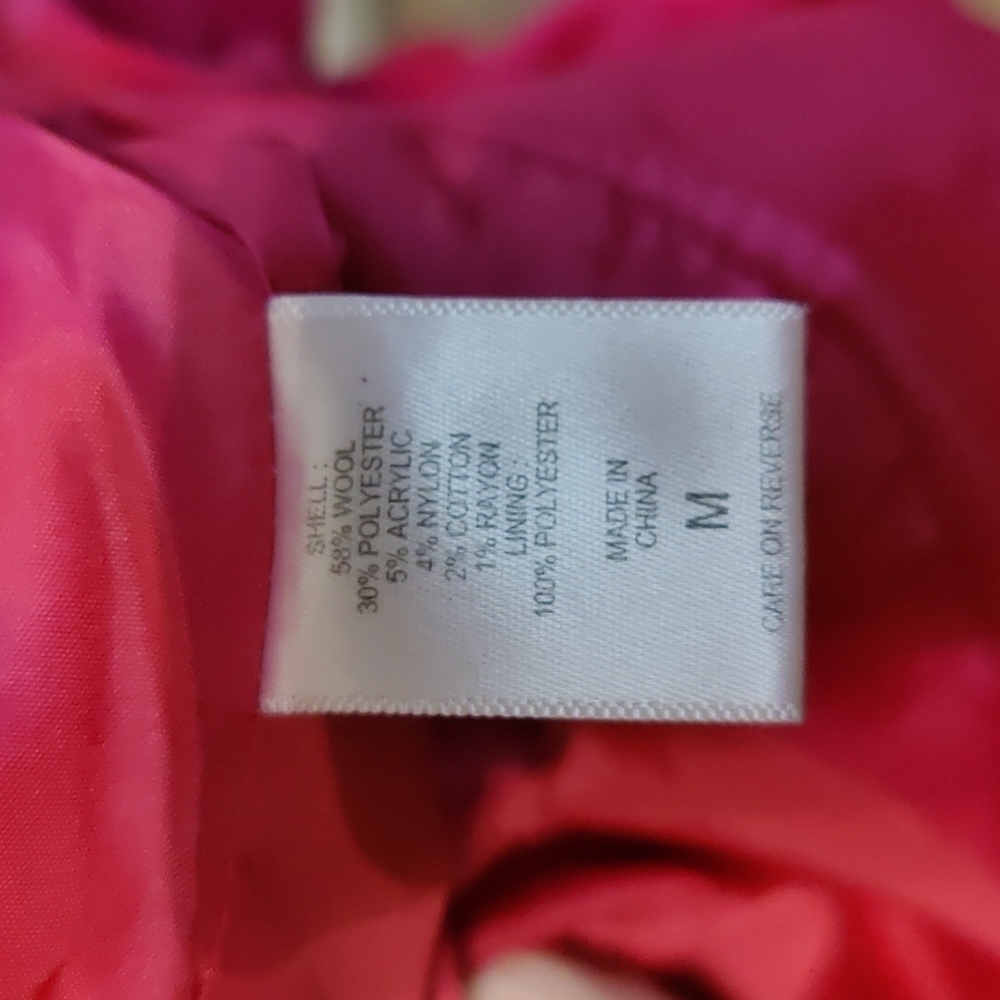 SHELL:
58% WOOL
30% POLYESTER
5% ACRYLIC
4% NYLON
2% COTTON
1% RAYON
LINING:
100% POLYESTER
MADE IN
CHINA
M
CARE ON REVERSE